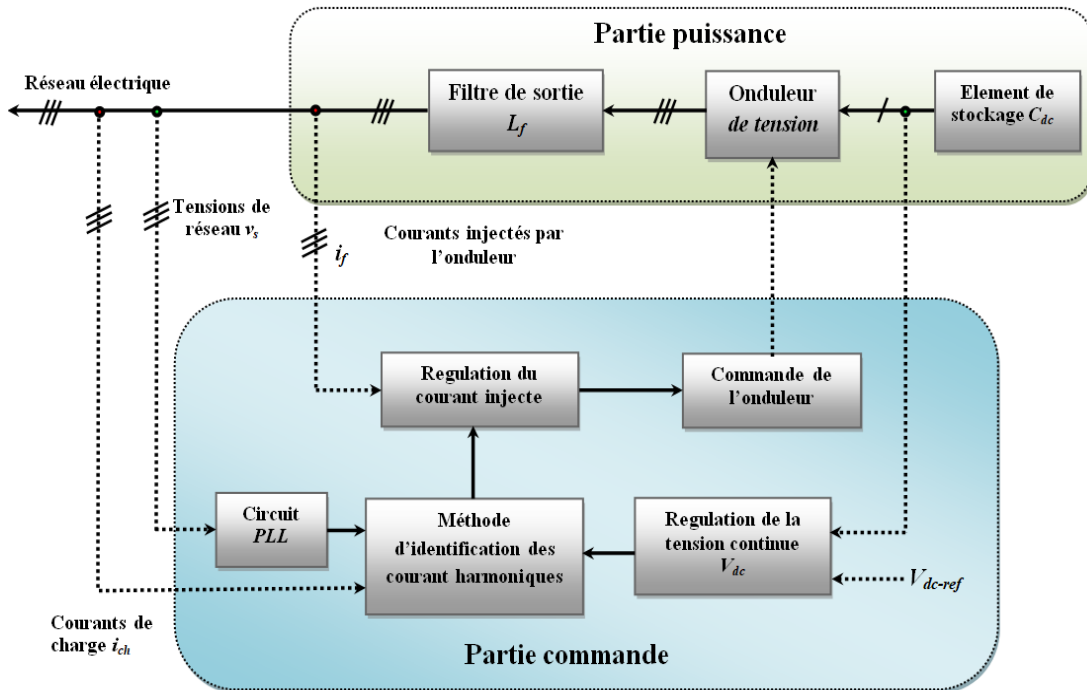 Partie puissance
Réseau électrique
Filtre de sortie
L_f
Onduleur
de tension
Element de
stockage C_dc
Tensions de
réseau v_s
i_f
Courants injectés par
l'onduleur
Regulation du
courant injecte
Commande de
l'onduleur
Circuit
PLL
Méthode
d'identification des
courant harmoniques
Regulation de la
tension continue
V_dc
V_dc-ref
Courants de
charge i_ch
Partie commande